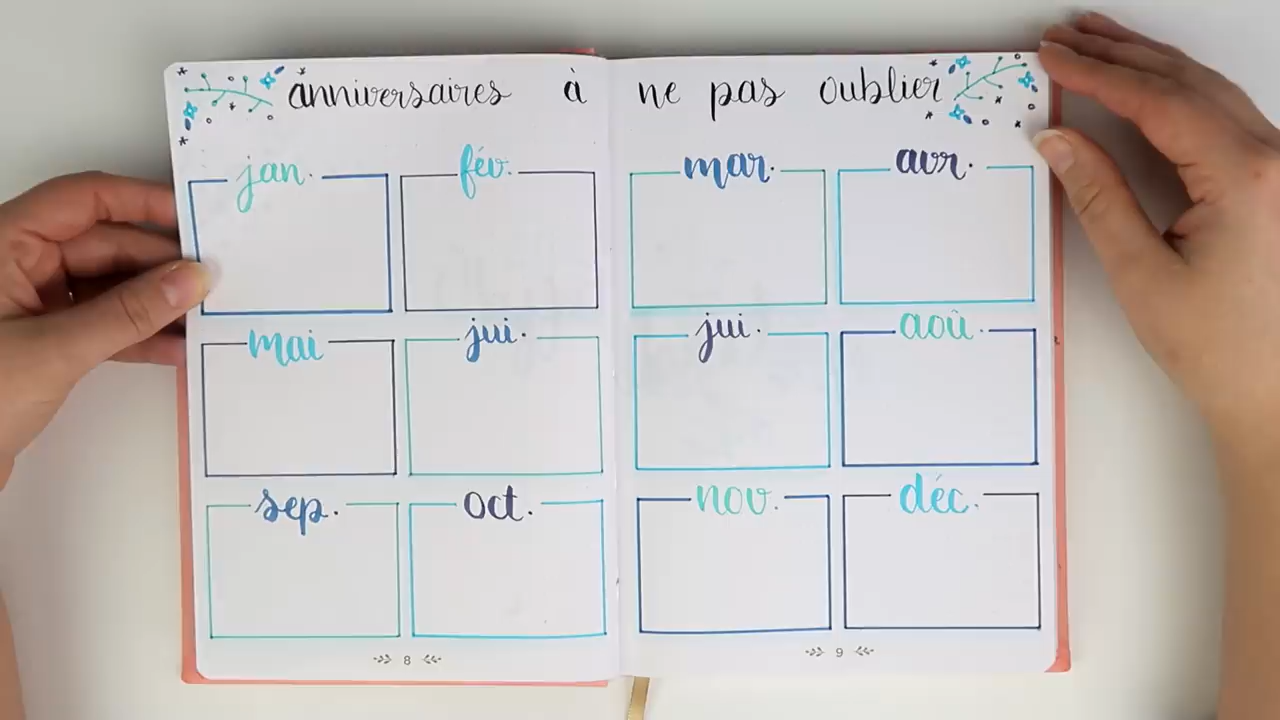 anniversaires à ne pas oublier
jan. fév. mar. avr.
mai jui. jui. aoû.
sep. oct. nov. déc.
8 9